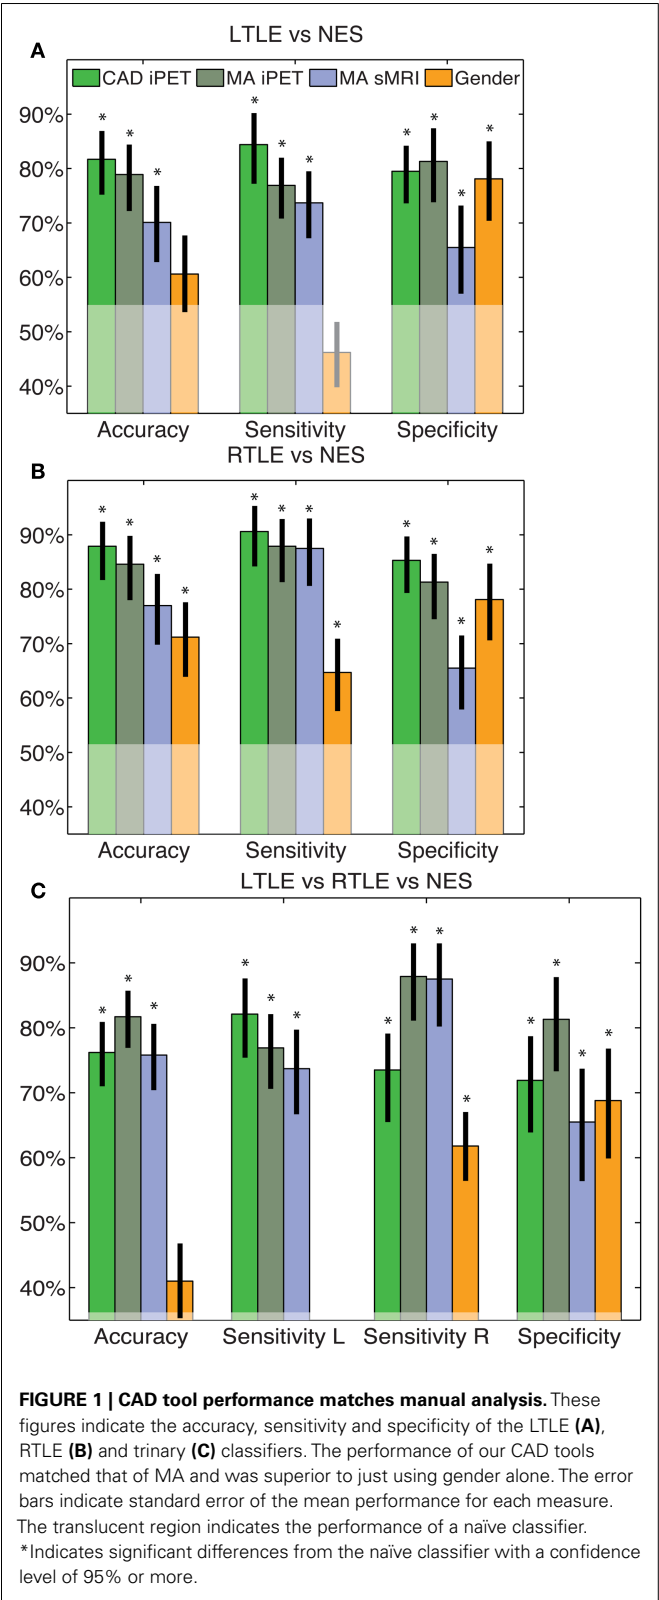 A
LTLE vs NES
CAD iPET MA iPET MA sMRI Gender
90%
80%
70%
60%
50%
40%
* * * * * * * * * *
Accuracy Sensitivity Specificity
B
RTLE vs NES
90%
80%
70%
60%
50%
40%
* * * * * * * * * * * *
Accuracy Sensitivity Specificity
C
LTLE vs RTLE vs NES
90%
80%
70%
60%
50%
40%
* * * * * * * * * * * * * *
Accuracy Sensitivity L Sensitivity R Specificity
FIGURE 1 | CAD tool performance matches manual analysis. These
figures indicate the accuracy, sensitivity and specificity of the LTLE (A),
RTLE (B) and trinary (C) classifiers. The performance of our CAD tools
matched that of MA and was superior to just using gender alone. The error
bars indicate standard error of the mean performance for each measure.
The translucent region indicates the performance of a naïve classifier.
*Indicates significant differences from the naïve classifier with a confidence
level of 95% or more.